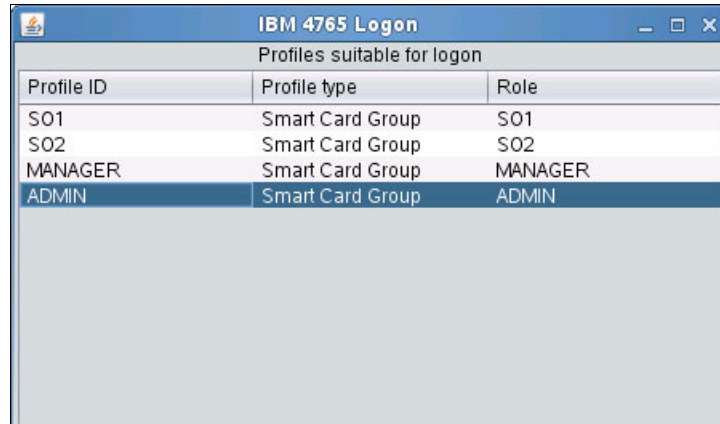 IBM 4765 Logon
Profiles suitable for logon
Profile ID Profile type Role
SO1 Smart Card Group SO1
SO2 Smart Card Group SO2
MANAGER Smart Card Group MANAGER
ADMIN Smart Card Group ADMIN